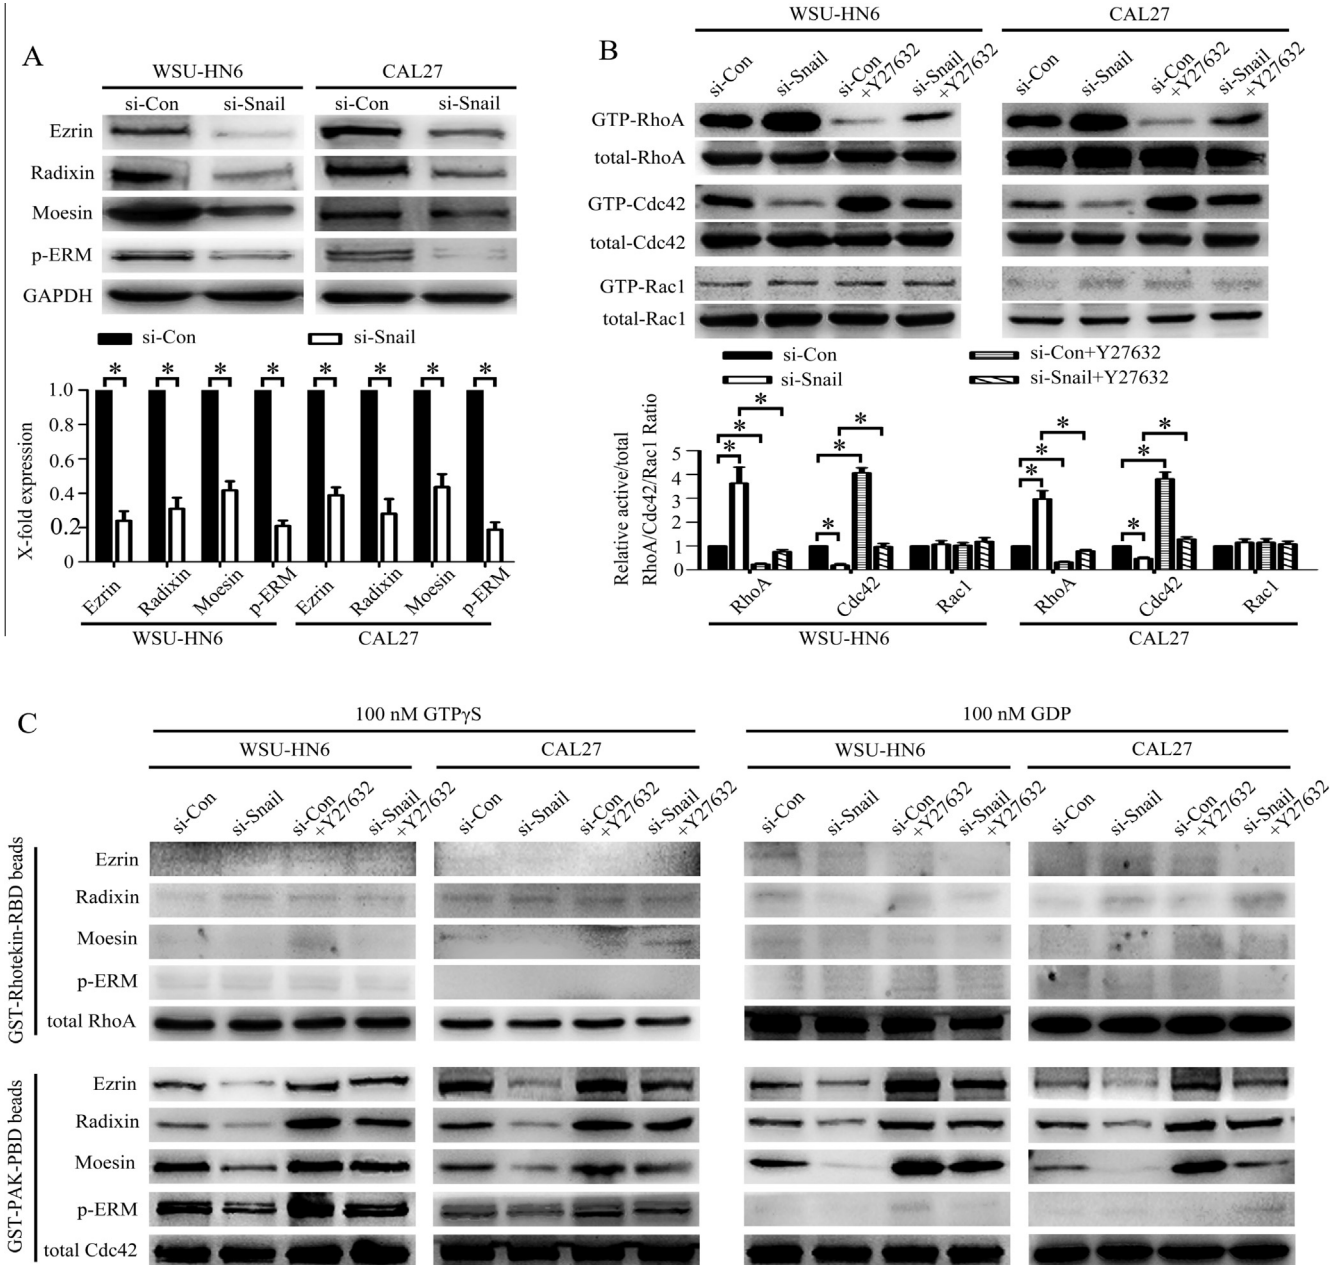 A
WSU-HN6 CAL27
si-Con si-Snail si-Con si-Snail
Ezrin
Radixin
Moesin
p-ERM
GAPDH
si-Con si-Snail
* * * * * * * *
X-fold expression
1.0
0.8
0.6
0.4
0.2
0
Ezrin Radixin Moesin p-ERM Ezrin Radixin Moesin p-ERM
WSU-HN6 CAL27
B
WSU-HN6 CAL27
si-Con si-Snail si-Con +Y27632 si-Snail +Y27632 si-Con si-Snail si-Con +Y27632 si-Snail +Y27632
GTP-RhoA
total-RhoA
GTP-Cdc42
total-Cdc42
GTP-Rac1
total-Rac1
si-Con si-Con+Y27632
si-Snail si-Snail+Y27632
Relative active/total
RhoA/Cdc42/Rac1 Ratio
* * * * * * * * * * * *
5
4
3
2
1
0
RhoA Cdc42 Rac1 RhoA Cdc42 Rac1
WSU-HN6 CAL27
C
100 nM GTPγS 100 nM GDP
WSU-HN6 CAL27 WSU-HN6 CAL27
si-Con si-Snail si-Con +Y27632 si-Snail +Y27632 si-Con si-Snail si-Con +Y27632 si-Snail +Y27632 si-Con si-Snail si-Con +Y27632 si-Snail +Y27632 si-Con si-Snail si-Con +Y27632 si-Snail +Y27632
GST-Rhotekin-RBD beads
Ezrin
Radixin
Moesin
p-ERM
total RhoA
GST-PAK-PBD beads
Ezrin
Radixin
Moesin
p-ERM
total Cdc42